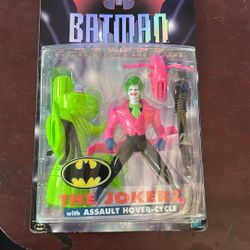 BATMAN
THE JOKERZ
with ASSAULT HOVER-CYCLE